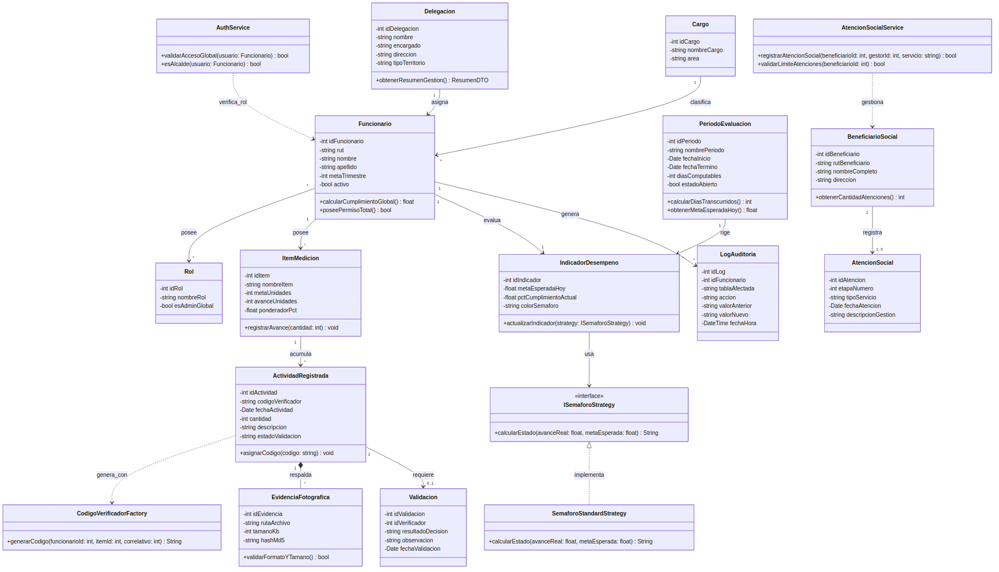 AuthService
+validarAccesoGlobal(usuario: Funcionario) : bool
+esAlcalde(usuario: Funcionario) : bool
Delegacion
-int idDelegacion
-string nombre
-string encargado
-string direccion
-string tipoTerritorio
+obtenerResumenGestion() : ResumenDTO
Cargo
-int idCargo
-string nombreCargo
-string area
AtencionSocialService
+registrarAtencionSocial(beneficiarioId: int, gestorId: int, servicio: string) : bool
+validarLimiteAtenciones(beneficiarioId: int) : bool
verifica_rol
1
asigna
*
1
clasifica
*
gestiona
Funcionario
-int idFuncionario
-string rut
-string nombre
-string apellido
-int metaTrimestre
-bool activo
+calcularCumplimientoGlobal() : float
+poseePermisoTotal() : bool
PeriodoEvaluacion
-int idPeriodo
-string nombrePeriodo
-Date fechaInicio
-Date fechaTermino
-int diasComputables
-bool estadoAbierto
+calcularDiasTranscurridos() : int
+obtenerMetaEsperadaHoy() : float
BeneficiarioSocial
-int idBeneficiario
-string rutBeneficiario
-string nombreCompleto
-string direccion
+obtenerCantidadAtenciones() : int
*
posee
*
1
posee
*
1
evalua
1
1
genera
*
1
rige
*
1
registra
1..3
Rol
-int idRol
-string nombreRol
-bool esAdminGlobal
ItemMedicion
-int idItem
-string nombreItem
-int metaUnidades
-int avanceUnidades
-float ponderadorPct
+registrarAvance(cantidad: int) : void
IndicadorDesempeno
-int idIndicador
-float metaEsperadaHoy
-float pctCumplimientoActual
-string colorSemaforo
+actualizarIndicador(strategy: ISemaforoStrategy) : void
LogAuditoria
-int idLog
-int idFuncionario
-string tablaAfectada
-string accion
-string valorAnterior
-string valorNuevo
-DateTime fechaHora
AtencionSocial
-int idAtencion
-int etapaNumero
-string tipoServicio
-Date fechaAtencion
-string descripcionGestion
1
acumula
*
usa
ActividadRegistrada
-int idActividad
-string codigoVerificador
-Date fechaActividad
-int cantidad
-string descripcion
-string estadoValidacion
+asignarCodigo(codigo: string) : void
«interface»
ISemaforoStrategy
+calcularEstado(avanceReal: float, metaEsperada: float) : String
genera_con
1
respalda
*
1
requiere
0..1
implementa
CodigoVerificadorFactory
+generarCodigo(funcionarioId: int, itemId: int, correlativo: int) : String
EvidenciaFotografica
-int idEvidencia
-string rutaArchivo
-int tamanoKb
-string hashMd5
+validarFormatoYTamano() : bool
Validacion
-int idValidacion
-int idVerificador
-string resultadoDecision
-string observacion
-Date fechaValidacion
SemaforoStandardStrategy
+calcularEstado(avanceReal: float, metaEsperada: float) : String